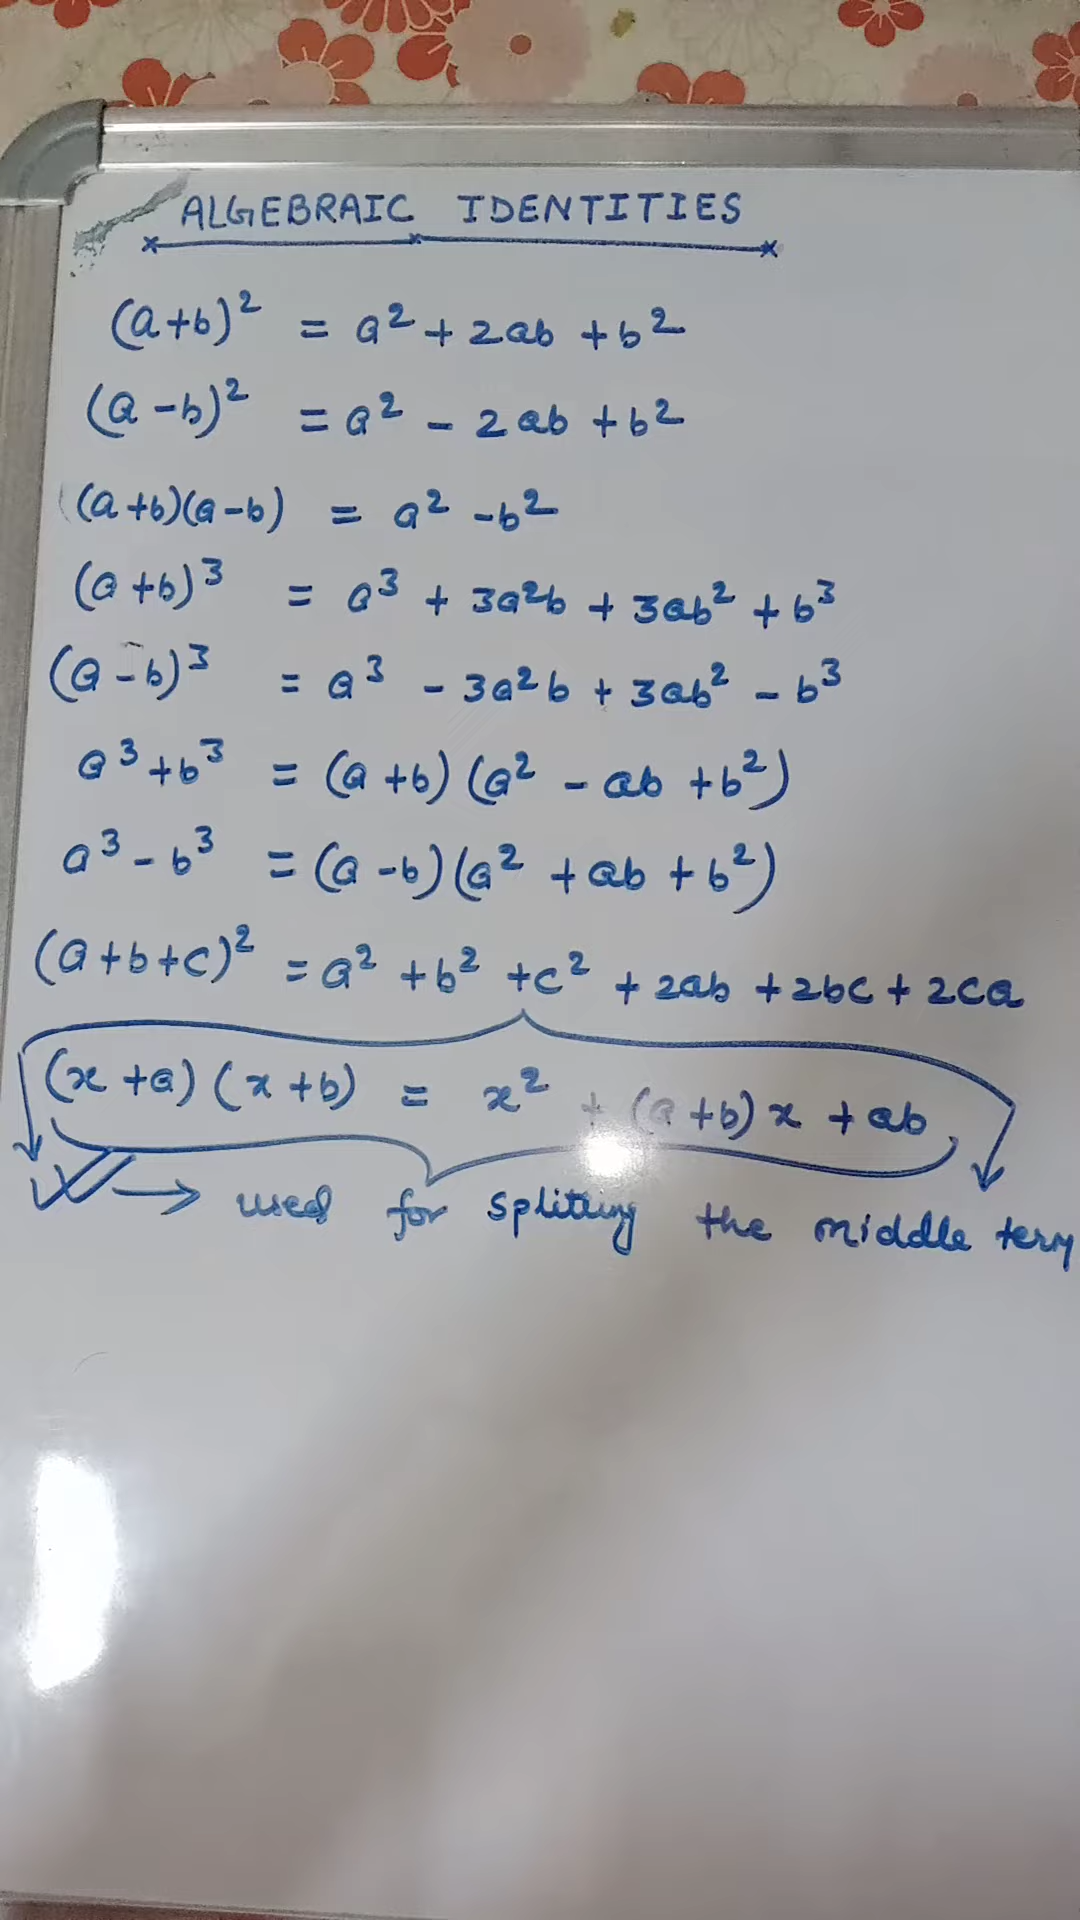 ALGEBRAIC IDENTITIES
(a+b)² = a² + 2ab + b²
(a-b)² = a² - 2ab + b²
(a+b)(a-b) = a² - b²
(a+b)³ = a³ + 3a²b + 3ab² + b³
(a-b)³ = a³ - 3a²b + 3ab² - b³
a³+b³ = (a+b)(a² - ab + b²)
a³-b³ = (a-b)(a² + ab + b²)
(a+b+c)² = a² + b² + c² + 2ab + 2bc + 2ca
(x+a)(x+b) = x² + (a+b)x + ab
→ used for splitting the middle term